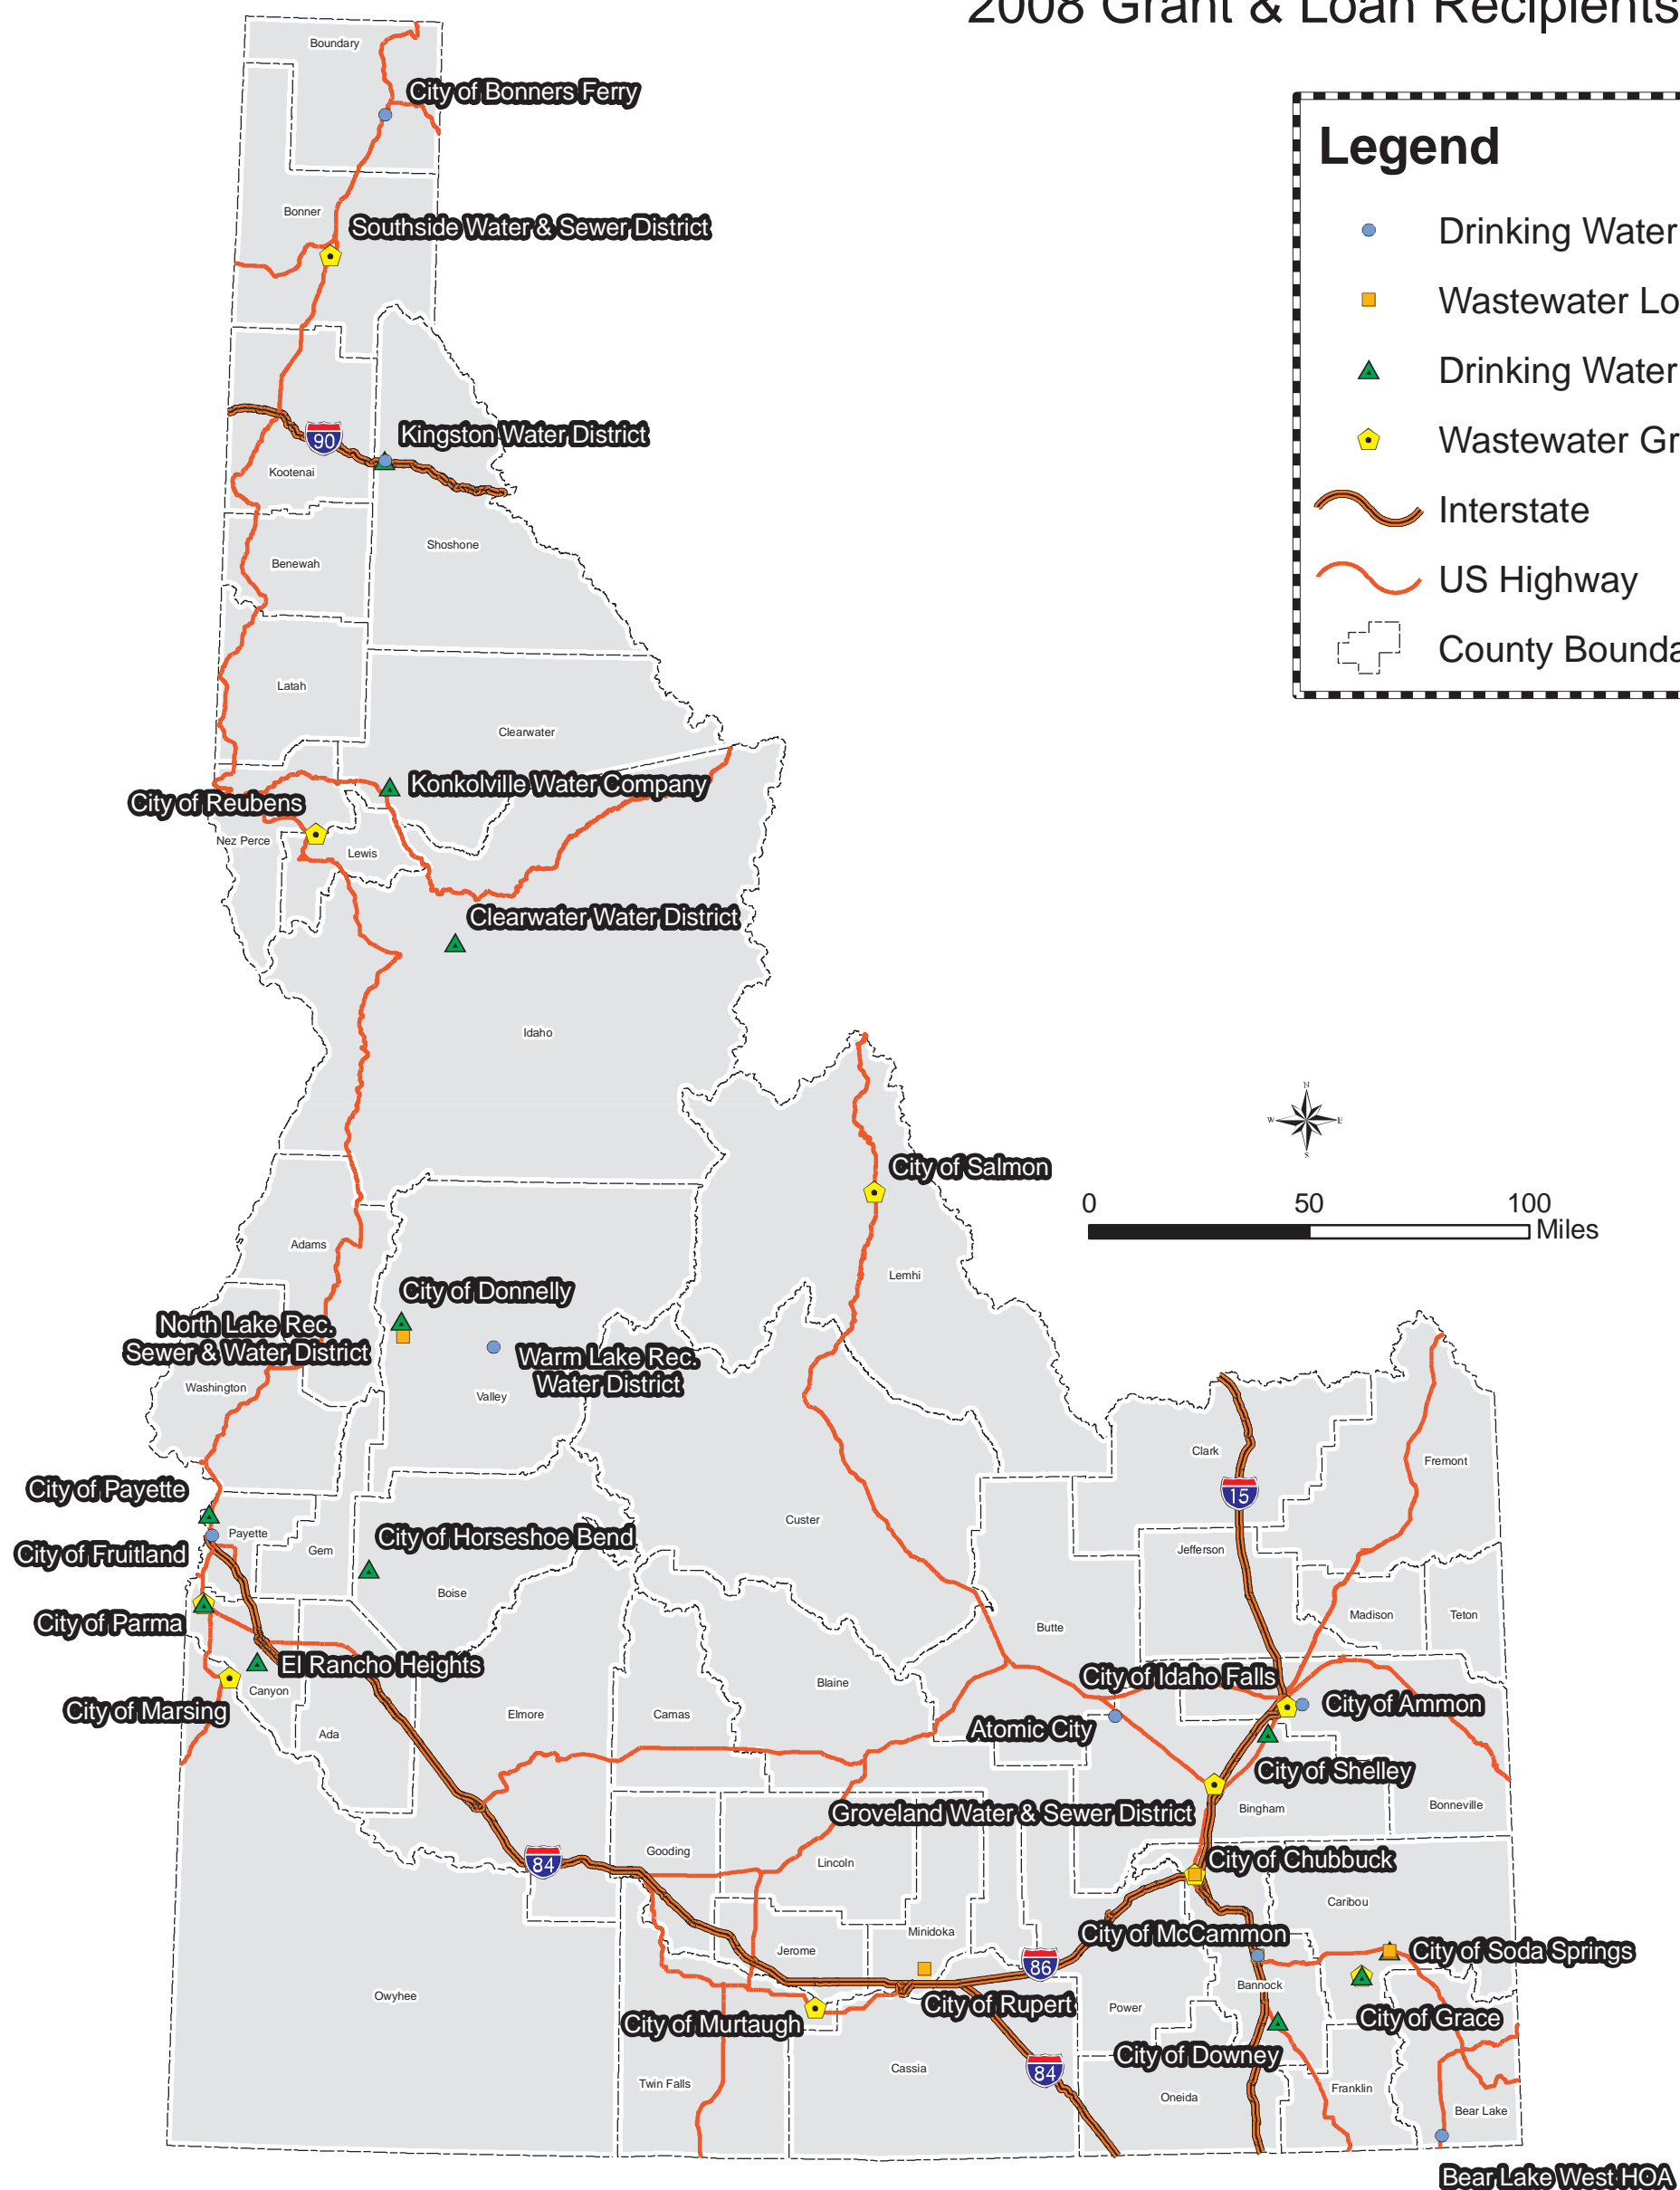 2008 Grant & Loan Recipients
Legend
Drinking Water
Wastewater Lo
Drinking Water
Wastewater Gr
Interstate
US Highway
County Bounda
Boundary
City of Bonners Ferry
Bonner
Southside Water & Sewer District
90
Kingston Water District
Kootenai
Shoshone
Benewah
Latah
Clearwater
Konkolville Water Company
City of Reubens
Nez Perce
Lewis
Clearwater Water District
Idaho
N
W
E
S
City of Salmon
0
50
100
Miles
Adams
Lemhi
City of Donnelly
North Lake Rec.
Sewer & Water District
Warm Lake Rec.
Water District
Washington
Valley
Clark
Fremont
City of Payette
15
Custer
Payette
City of Horseshoe Bend
Gem
Jefferson
City of Fruitland
Boise
Madison
Teton
City of Parma
Butte
El Rancho Heights
City of Idaho Falls
Canyon
Blaine
City of Ammon
City of Marsing
Elmore
Camas
Ada
Atomic City
City of Shelley
Groveland Water & Sewer District
Bingham
Bonneville
Gooding
84
Lincoln
City of Chubbuck
Caribou
Minidoka
City of McCammon
Jerome
City of Soda Springs
86
Bannock
Owyhee
City of Rupert
Power
City of Murtaugh
City of Grace
City of Downey
Cassia
84
Twin Falls
Franklin
Oneida
Bear Lake
Bear Lake West HOA